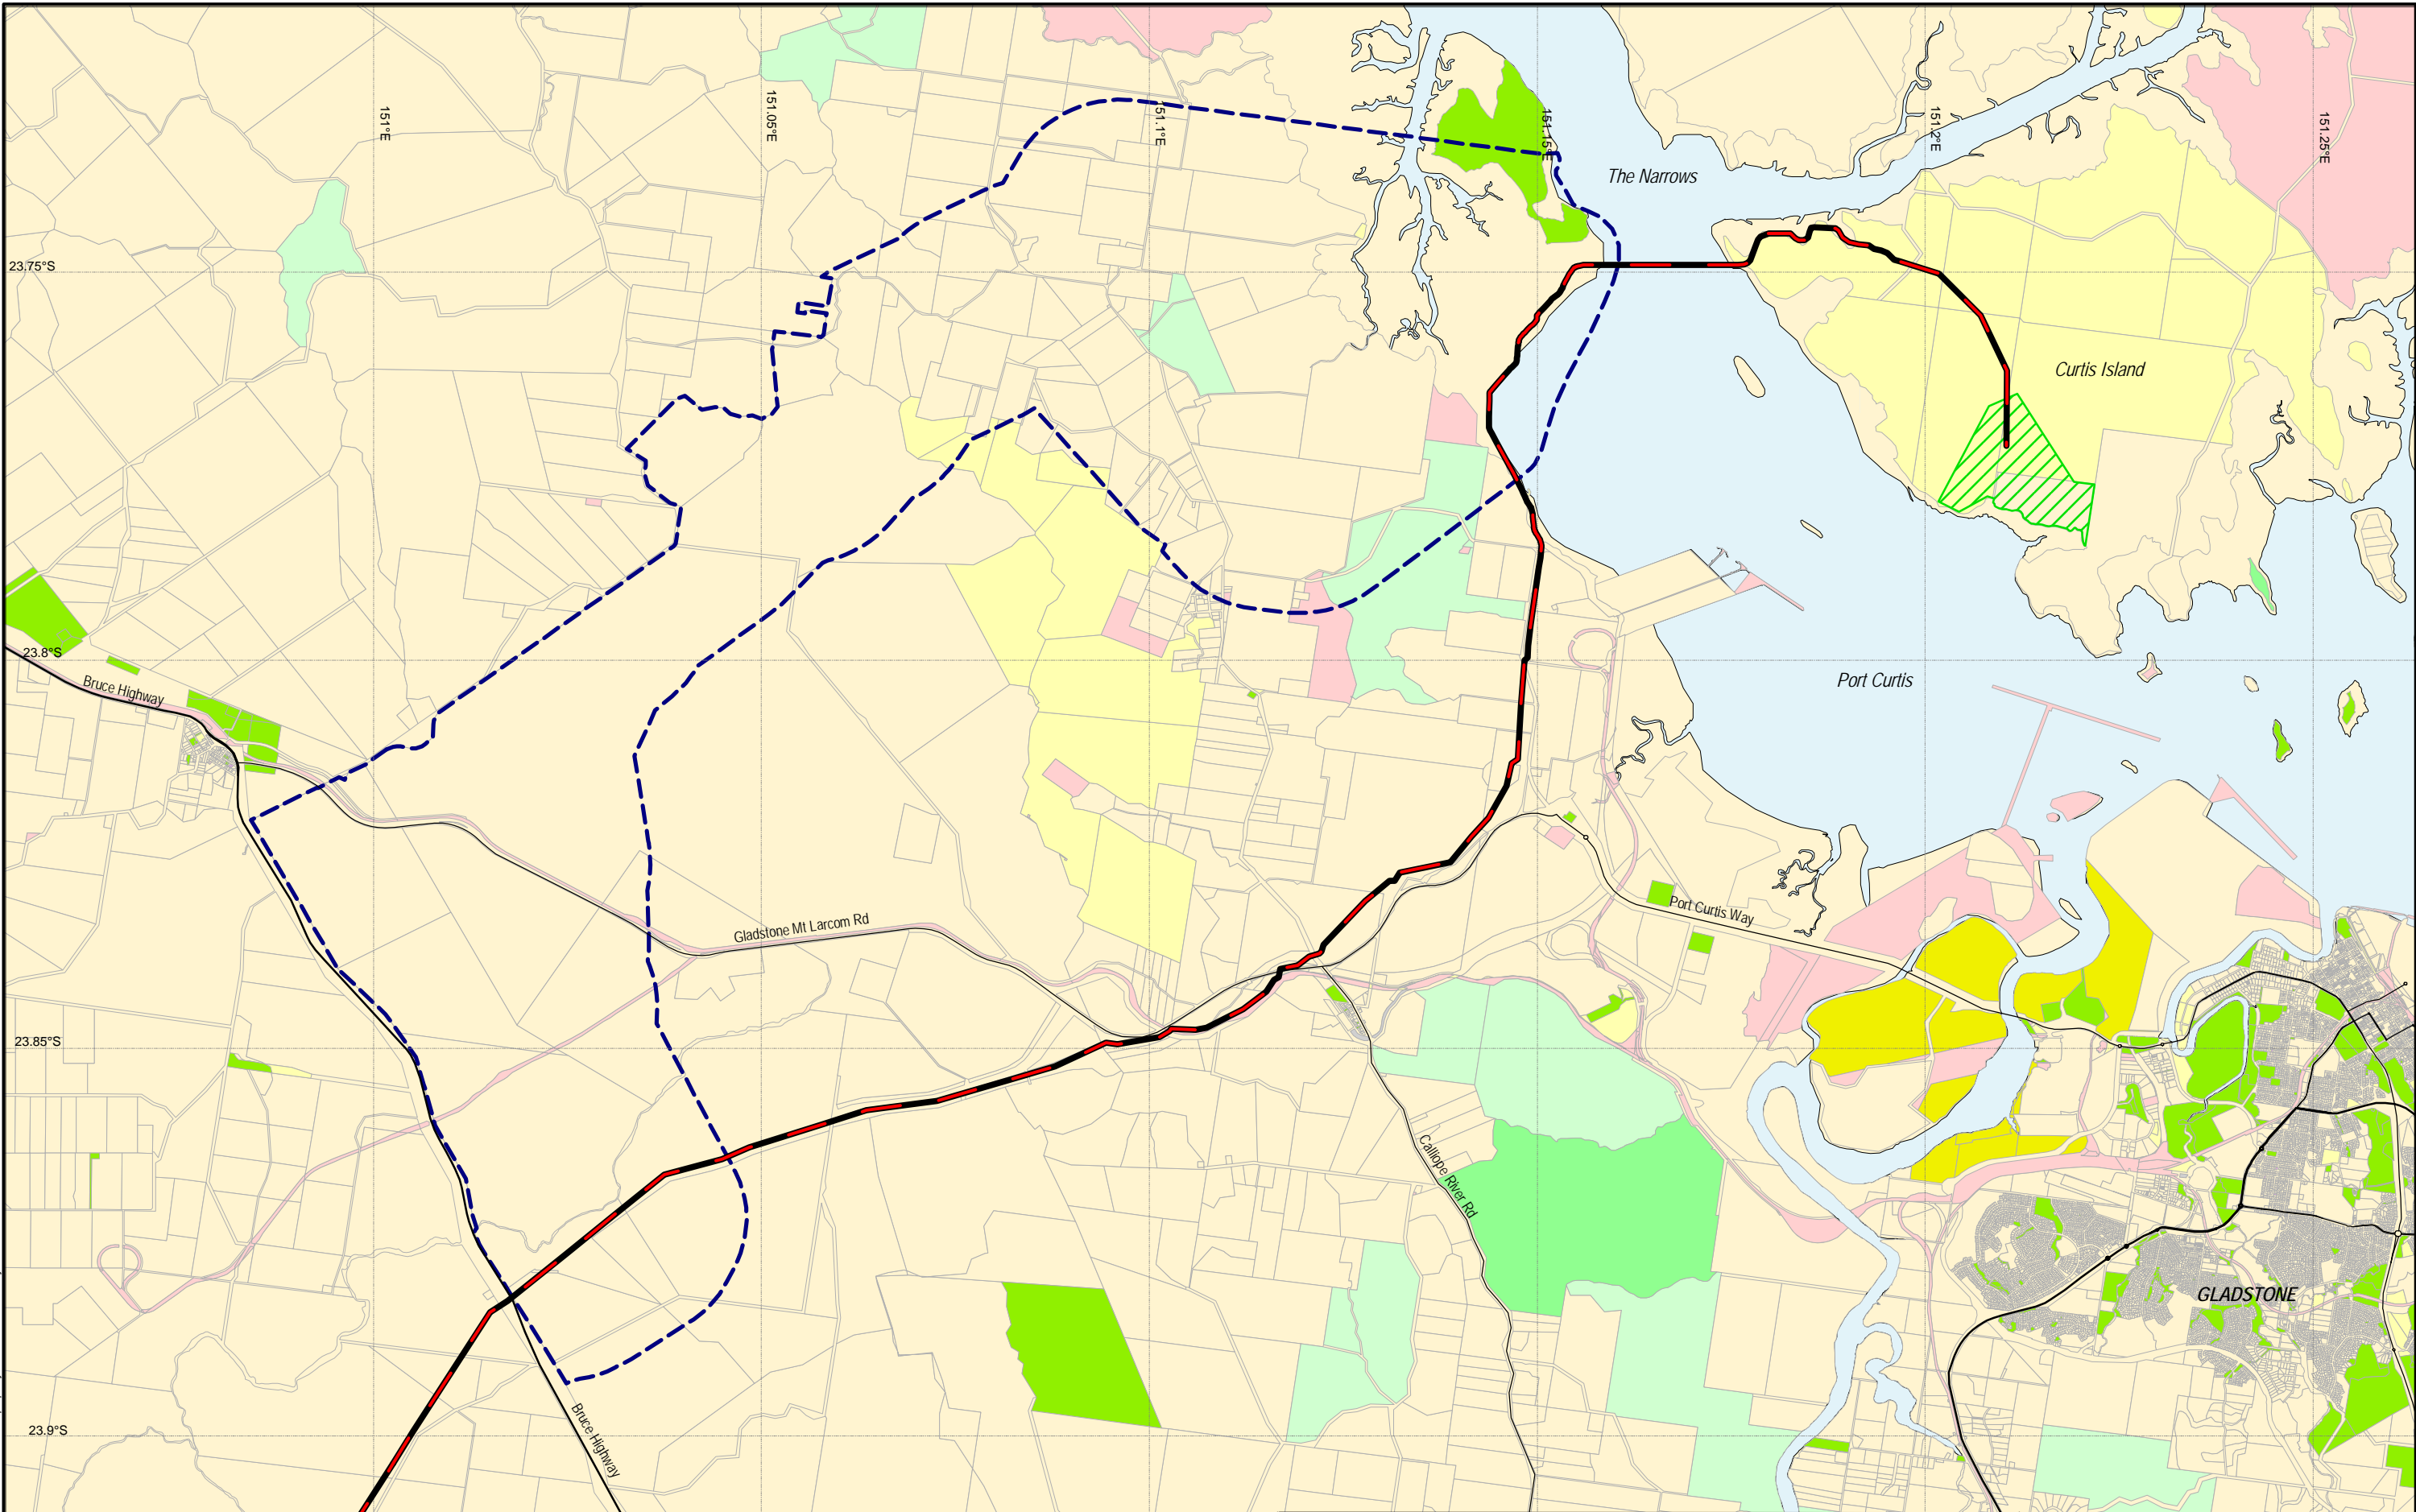 151°E
151.05°E
151.1°E
151.15°E
151.2°E
151.25°E
The Narrows
23.75°S
Curtis Island
23.8°S
Bruce Highway
Port Curtis
Gladstone Mt Larcom Rd
Port Curtis Way
23.85°S
Calliope River Rd
GLADSTONE
Bruce Highway
23.9°S